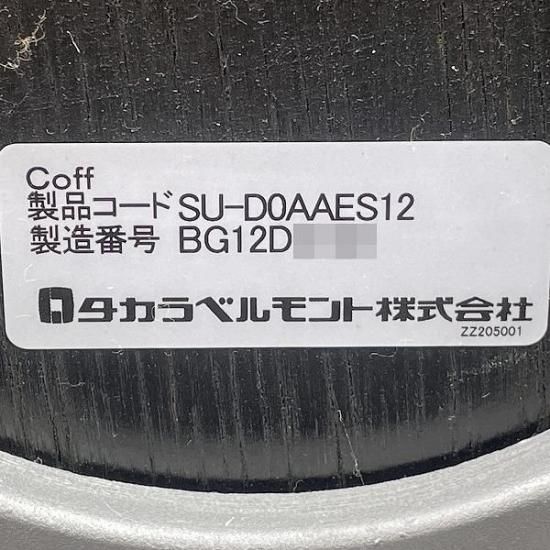 Coff
製品コード SU-D0AAES12
製造番号 BG12D
タカラベルモント株式会社
ZZ205001